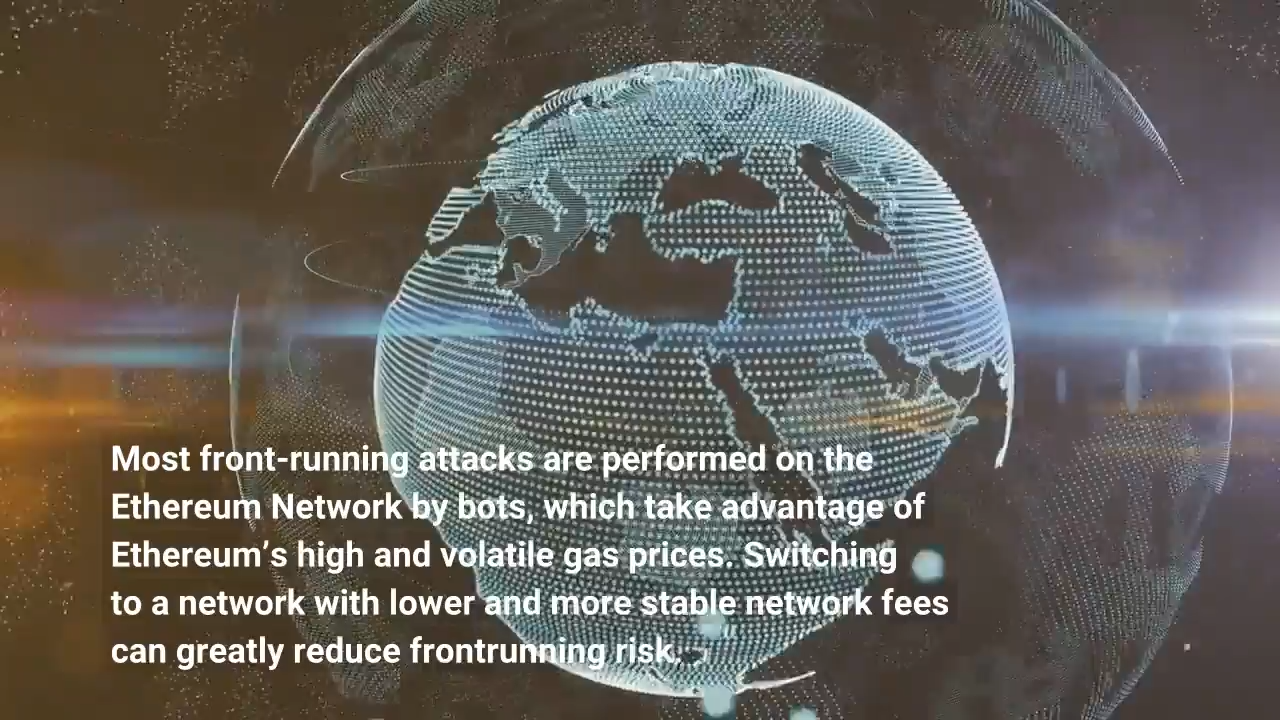 Most front-running attacks are performed on the
Ethereum Network by bots, which take advantage of
Ethereum’s high and volatile gas prices. Switching
to a network with lower and more stable network fees
can greatly reduce frontrunning risk.